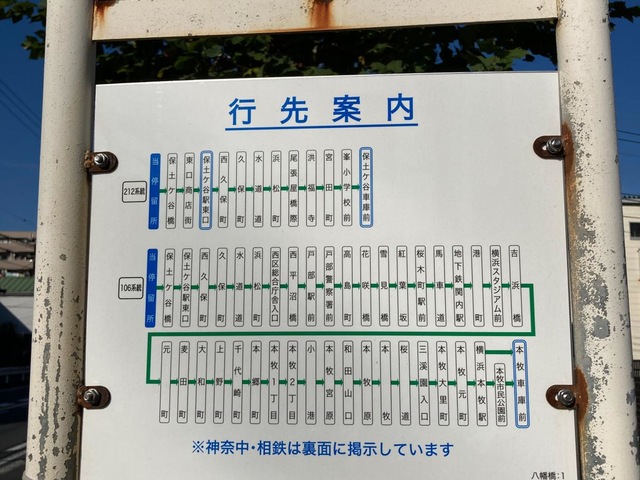 行先案内
212系統
当停留所
保土ケ谷橋
東口商店街
保土ケ谷駅東口
西久保町
久保町
水道道
浜松町
尾張屋橋際
洪福寺
宮田町
峯小学校前
保土ケ谷車庫前
106系統
当停留所
保土ケ谷橋
保土ケ谷駅東口
西久保町
久保町
水道道
浜松町
西区総合庁舎入口
西平沼橋
戸部駅前
戸部警察署前
高島町
花咲橋
雪見橋
紅葉坂
桜木町駅前
馬車道
地下鉄関内駅
港町
横浜スタジアム前
吉浜橋
元町
麦田町
大和町
上野町
千代崎町
本郷町
本牧1丁目
本牧2丁目
小港
本牧宮原
和田山口
本牧原
本牧
桜道
三溪園入口
本牧大里町
本牧元町
横浜本牧駅
本牧市民公園前
本牧車庫前
※神奈中・相鉄は裏面に掲示しています
八幡橋:1